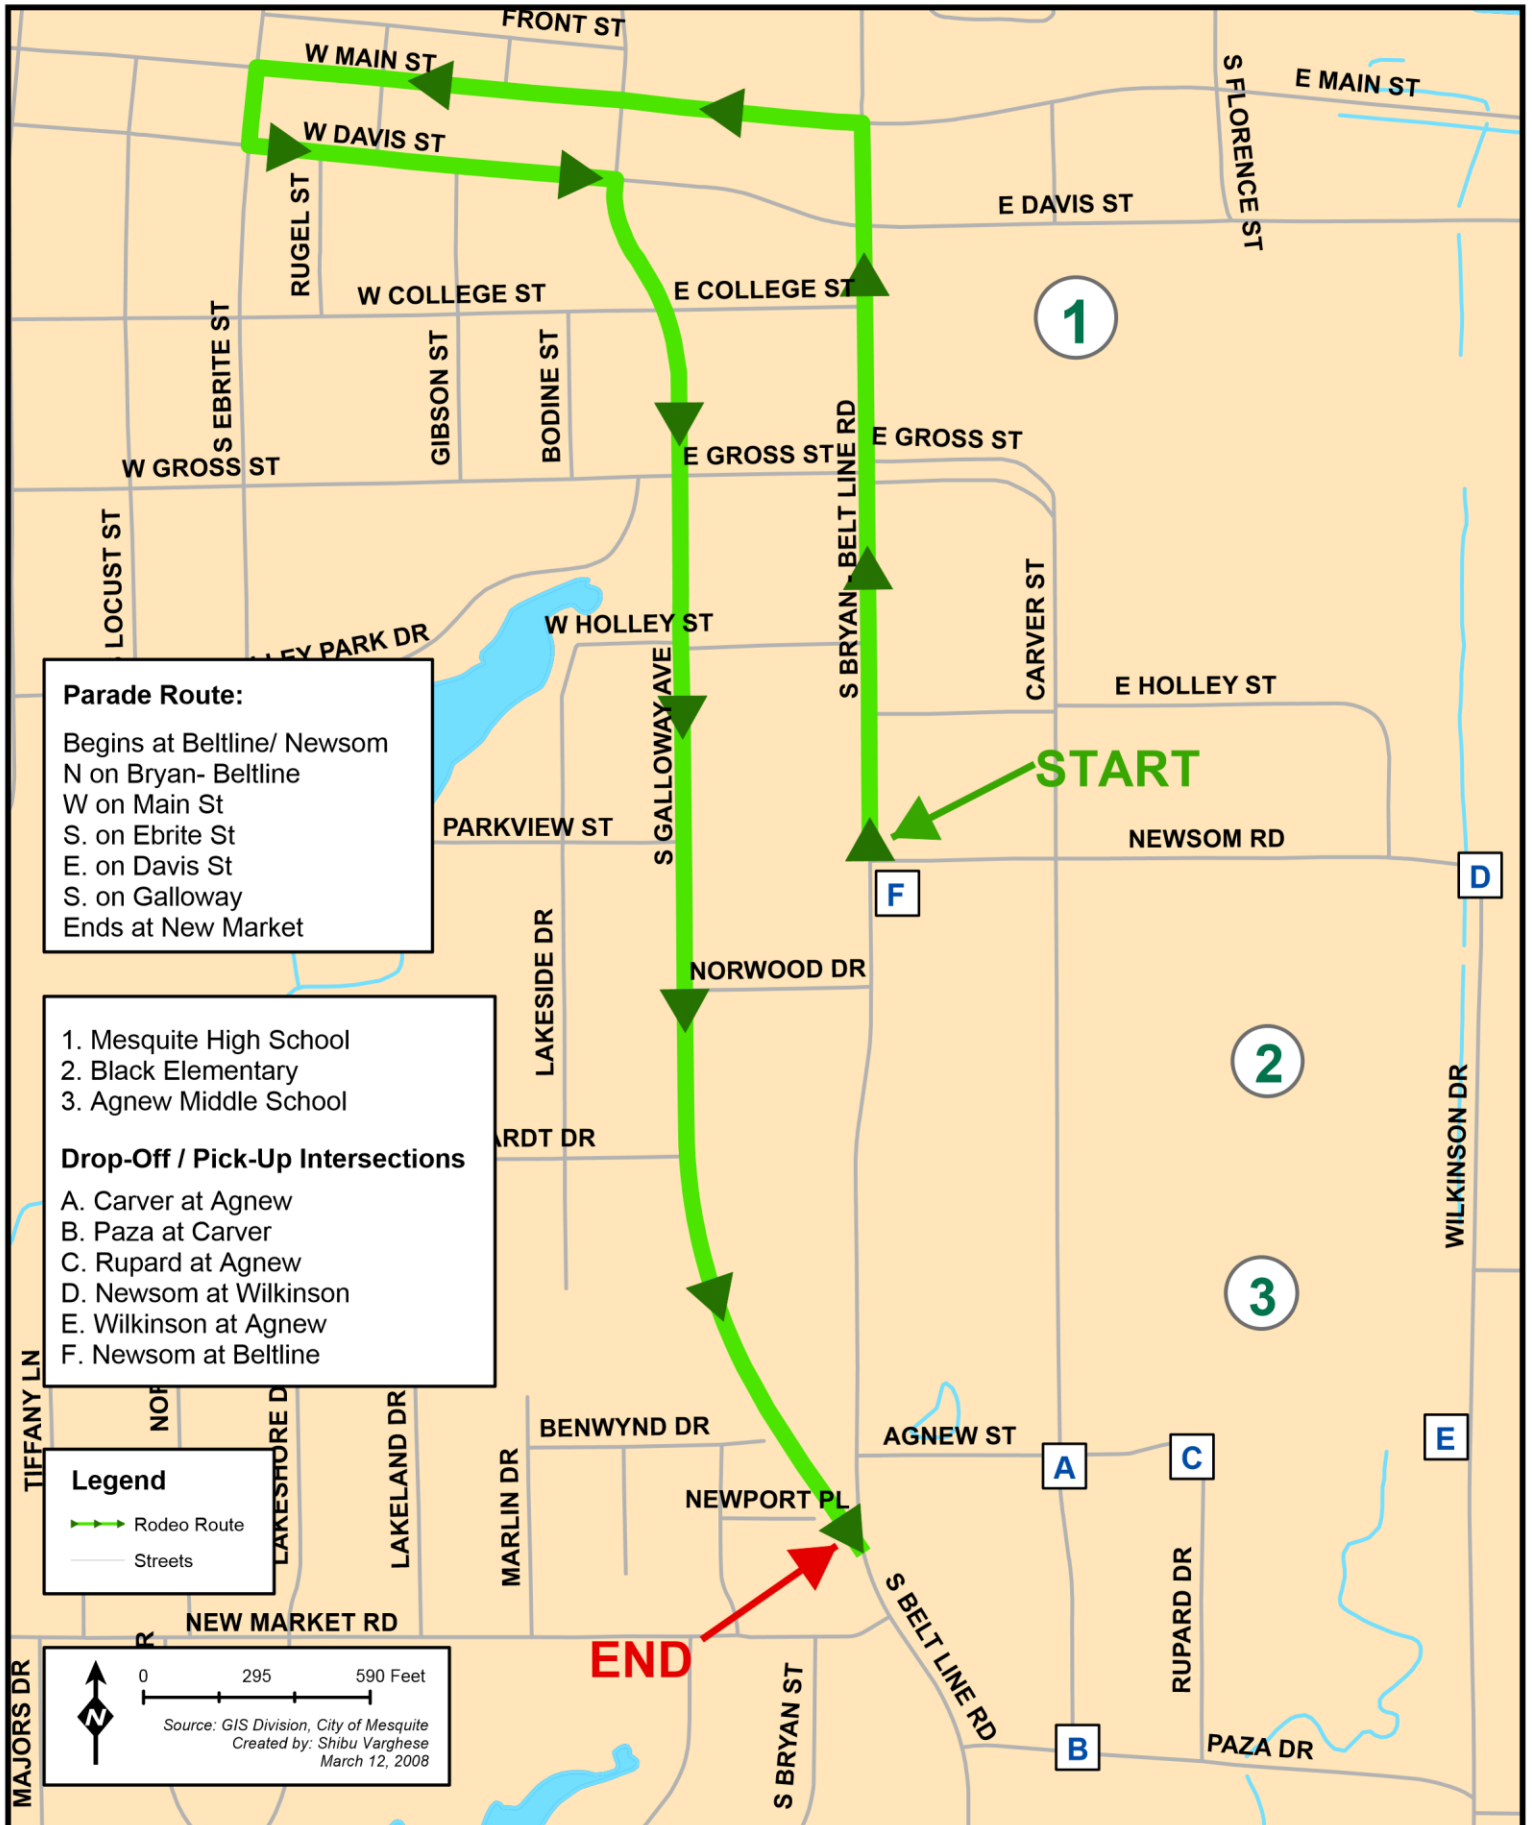 FRONT ST
W MAIN ST
E MAIN ST
S FLORENCE ST
W DAVIS ST
E DAVIS ST
RUGEL ST
W COLLEGE ST
E COLLEGE ST
1
S EBRITE ST
GIBSON ST
BODINE ST
S BRYAN - BELT LINE RD
E GROSS ST
E GROSS ST
W GROSS ST
LOCUST ST
CARVER ST
W HOLLEY ST
LLEY PARK DR
S GALLOWAY AVE
E HOLLEY ST
Parade Route:
Begins at Beltline/ Newsom
N on Bryan- Beltline
W on Main St
S. on Ebrite St
E. on Davis St
S. on Galloway
Ends at New Market
START
PARKVIEW ST
NEWSOM RD
F
D
LAKESIDE DR
NORWOOD DR
1. Mesquite High School
2. Black Elementary
3. Agnew Middle School
Drop-Off / Pick-Up Intersections
A. Carver at Agnew
B. Paza at Carver
C. Rupard at Agnew
D. Newsom at Wilkinson
E. Wilkinson at Agnew
F. Newsom at Beltline
2
ARDT DR
WILKINSON DR
3
TIFFANY LN
NOR
LAKESHORE D
LAKELAND DR
MARLIN DR
BENWYND DR
AGNEW ST
A
C
E
Legend
Rodeo Route
Streets
NEWPORT PL
NEW MARKET RD
END
S BELT LINE RD
RUPARD DR
S BRYAN ST
MAJORS DR
R
N
0 295 590 Feet
Source: GIS Division, City of Mesquite
Created by: Shibu Varghese
March 12, 2008
B
PAZA DR